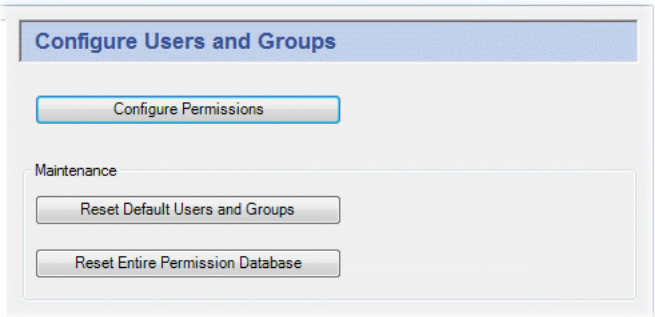 Configure Users and Groups
Configure Permissions
Maintenance
Reset Default Users and Groups
Reset Entire Permission Database